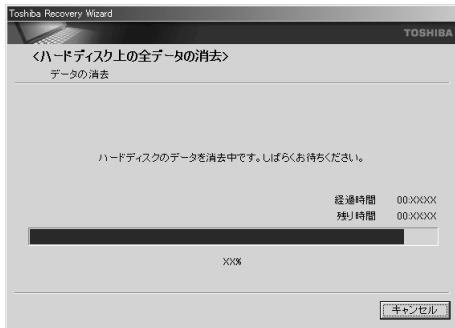 Toshiba Recovery Wizard
TOSHIBA
<ハードディスク上の全データの消去>
データの消去
ハードディスクのデータを消去中です。しばらくお待ちください。
経過時間 00:XXXX
残り時間 00:XXXX
XX%
キャンセル